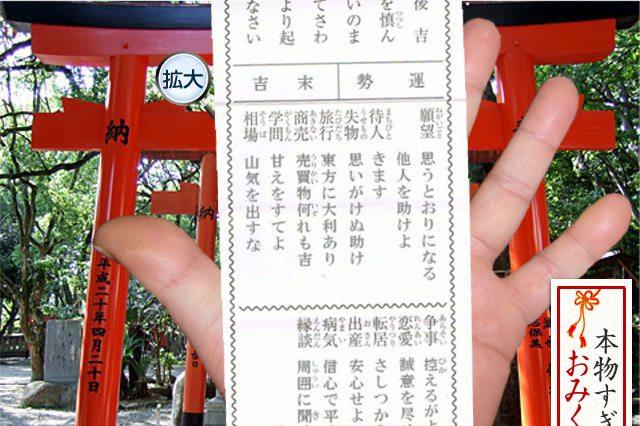 後吉
を慎ん
いのま
てさわ
より起
なさい
運勢 末吉
願望 思うとおりになる
他人を助けよ
待人 きます
失物 思いがけぬ助け
旅行 東方に大利あり
商売 売買物何れも吉
学問 甘えをすてよ
相場 山気を出すな
争事 控えるがよ
恋愛 誠意を尽
転居 さしつか
出産 安心せよ
病気 信心で平
縁談 周囲に聞
拡大
納
平成二十年四月二十日
納
本物すぎ
おみく